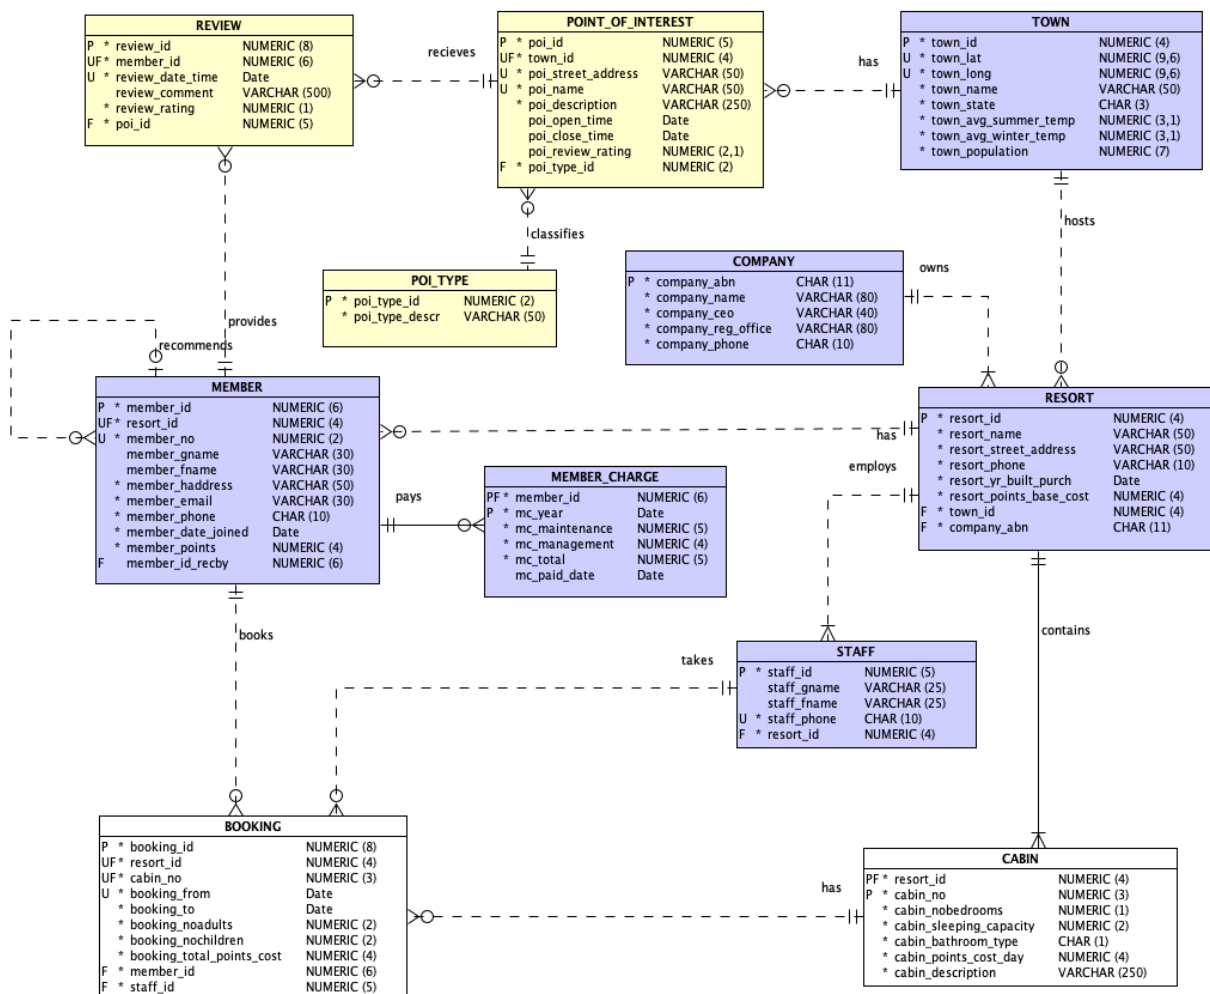 REVIEW
P * review_id NUMERIC (8)
UF* member_id NUMERIC (6)
U * review_date_time Date
review_comment VARCHAR (500)
* review_rating NUMERIC (1)
F * poi_id NUMERIC (5)
recieves
POINT_OF_INTEREST
P * poi_id NUMERIC (5)
UF* town_id NUMERIC (4)
U * poi_street_address VARCHAR (50)
U * poi_name VARCHAR (50)
* poi_description VARCHAR (250)
poi_open_time Date
poi_close_time Date
poi_review_rating NUMERIC (2,1)
F * poi_type_id NUMERIC (2)
has
TOWN
P * town_id NUMERIC (4)
U * town_lat NUMERIC (9,6)
U * town_long NUMERIC (9,6)
* town_name VARCHAR (50)
* town_state CHAR (3)
* town_avg_summer_temp NUMERIC (3,1)
* town_avg_winter_temp NUMERIC (3,1)
* town_population NUMERIC (7)
classifies
hosts
POI_TYPE
P * poi_type_id NUMERIC (2)
* poi_type_descr VARCHAR (50)
COMPANY
P * company_abn CHAR (11)
* company_name VARCHAR (80)
* company_ceo VARCHAR (40)
* company_reg_office VARCHAR (80)
* company_phone CHAR (10)
owns
provides
recommends
MEMBER
P * member_id NUMERIC (6)
UF* resort_id NUMERIC (4)
U * member_no NUMERIC (2)
member_gname VARCHAR (30)
member_fname VARCHAR (30)
* member_haddress VARCHAR (50)
* member_email VARCHAR (30)
* member_phone CHAR (10)
* member_date_joined Date
* member_points NUMERIC (4)
F member_id_recby NUMERIC (6)
has
RESORT
P * resort_id NUMERIC (4)
* resort_name VARCHAR (50)
* resort_street_address VARCHAR (50)
* resort_phone VARCHAR (10)
* resort_yr_built_purch Date
* resort_points_base_cost NUMERIC (4)
F * town_id NUMERIC (4)
F * company_abn CHAR (11)
employs
pays
MEMBER_CHARGE
PF * member_id NUMERIC (6)
P * mc_year Date
* mc_maintenance NUMERIC (5)
* mc_management NUMERIC (4)
* mc_total NUMERIC (5)
mc_paid_date Date
books
contains
takes
STAFF
P * staff_id NUMERIC (5)
staff_gname VARCHAR (25)
staff_fname VARCHAR (25)
U * staff_phone CHAR (10)
F * resort_id NUMERIC (4)
BOOKING
P * booking_id NUMERIC (8)
UF* resort_id NUMERIC (4)
UF* cabin_no NUMERIC (3)
U * booking_from Date
* booking_to Date
* booking_noadults NUMERIC (2)
* booking_nochildren NUMERIC (2)
* booking_total_points_cost NUMERIC (4)
F * member_id NUMERIC (6)
F * staff_id NUMERIC (5)
has
CABIN
PF * resort_id NUMERIC (4)
P * cabin_no NUMERIC (3)
* cabin_nobedrooms NUMERIC (1)
* cabin_sleeping_capacity NUMERIC (2)
* cabin_bathroom_type CHAR (1)
* cabin_points_cost_day NUMERIC (4)
* cabin_description VARCHAR (250)